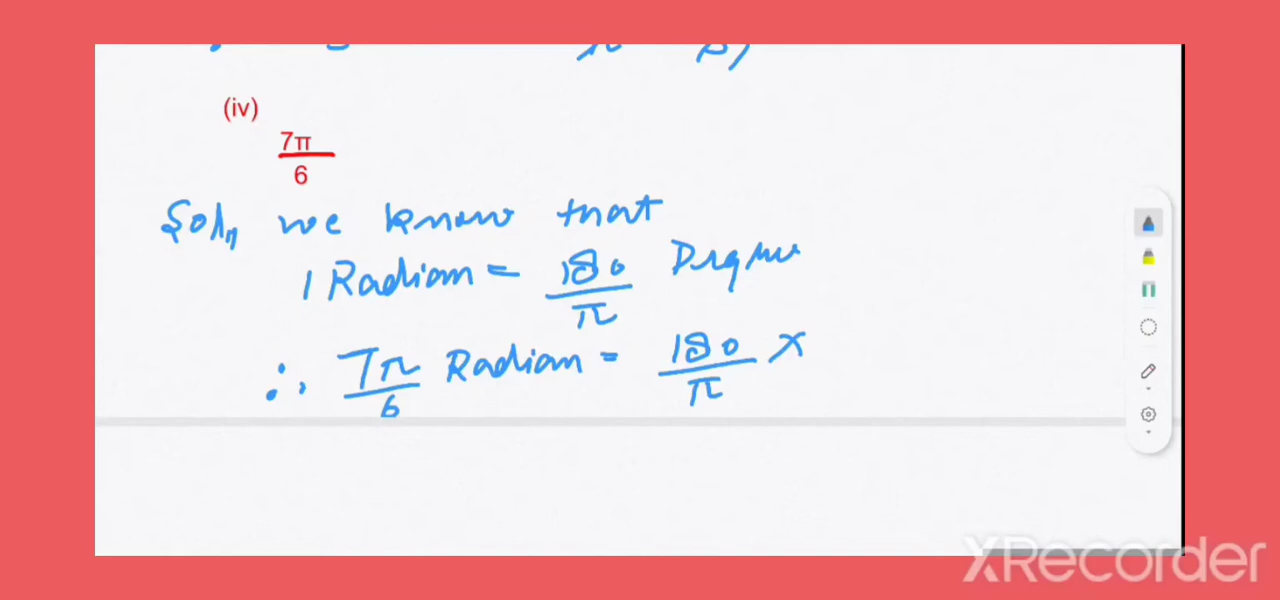 (iv)
7π
6
Soln we know that
1 Radian = 180/π Degree
∴ 7π/6 Radian = 180/π ×
XRecorder